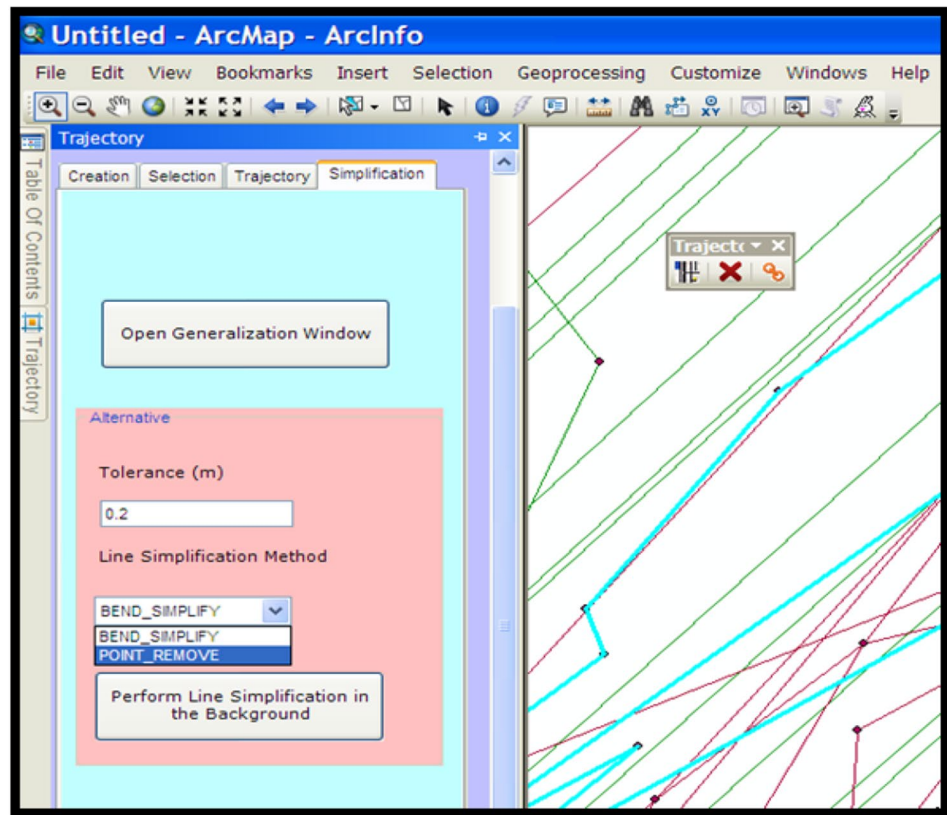 Untitled - ArcMap - ArcInfo
File Edit View Bookmarks Insert Selection Geoprocessing Customize Windows Help
Trajectory
Table Of Contents
Trajectory
Creation Selection Trajectory Simplification
Open Generalization Window
Alternative
Tolerance (m)
0.2
Line Simplification Method
BEND_SIMPLIFY
BEND_SIMPLIFY
POINT_REMOVE
Perform Line Simplification in
the Background
Trajectc
XY